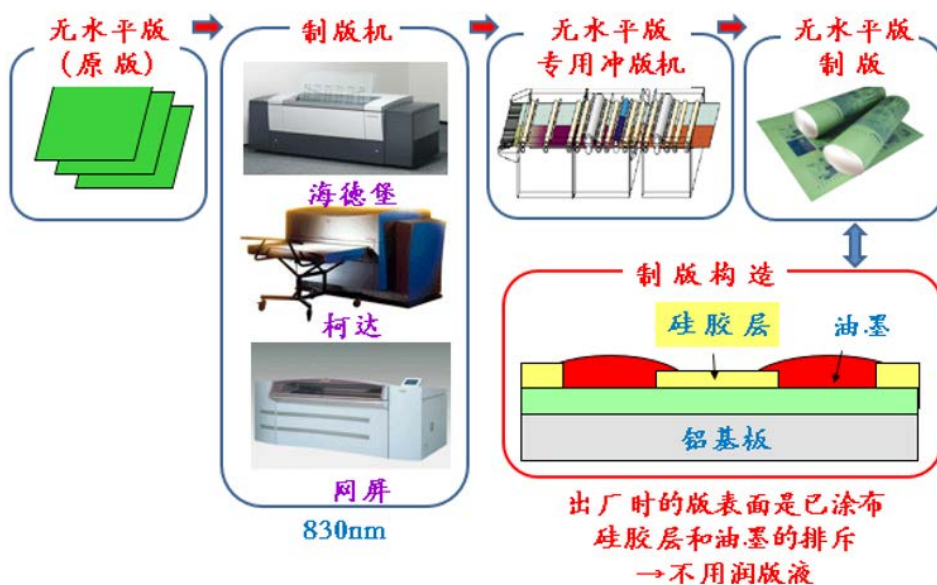 无水平版
(原版)
制版机
海德堡
柯达
网屏
830nm
无水平版
专用冲版机
无水平版
制版
制版构造
硅胶层
油墨
铝基板
出厂时的版表面是已涂布
硅胶层和油墨的排斥
→不用润版液